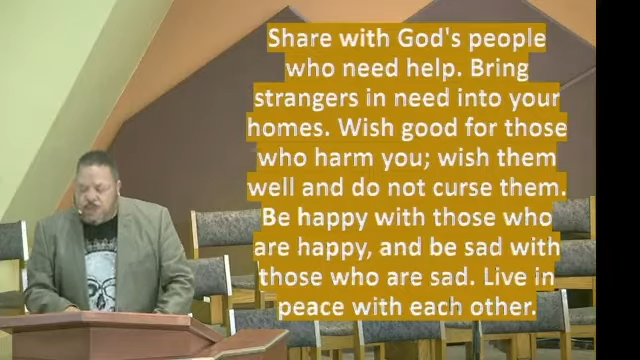 Share with God's people
who need help. Bring
strangers in need into your
homes. Wish good for those
who harm you; wish them
well and do not curse them.
Be happy with those who
are happy, and be sad with
those who are sad. Live in
peace with each other.